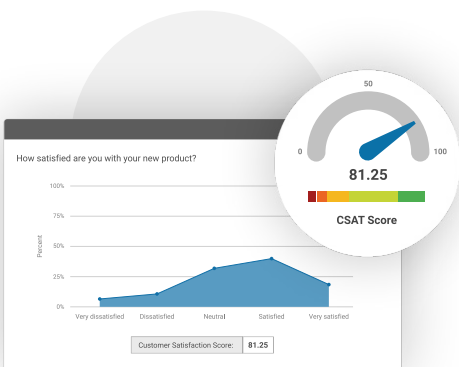 50
0
100
81.25
CSAT Score
How satisfied are you with your new product?
100%
75%
50%
25%
0%
Percent
Very dissatisfied Dissatisfied Neutral Satisfied Very satisfied
Customer Satisfaction Score: 81.25